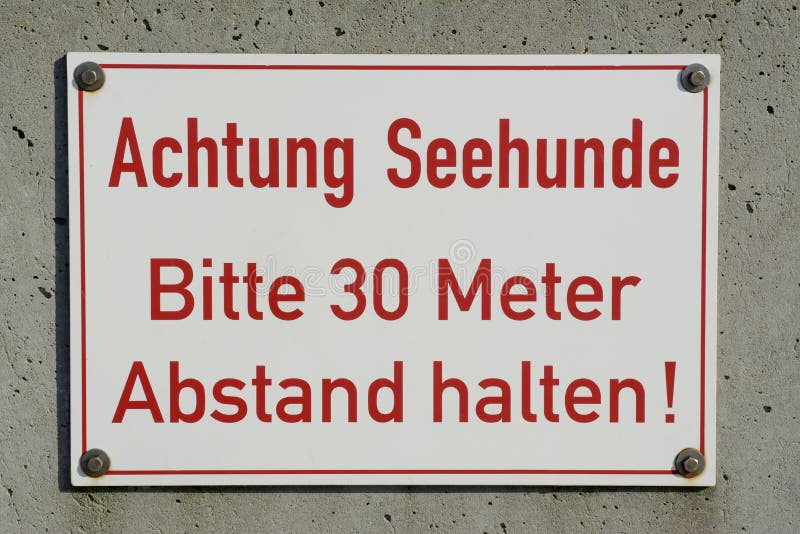 Achtung Seehunde
Bitte 30 Meter
Abstand halten!